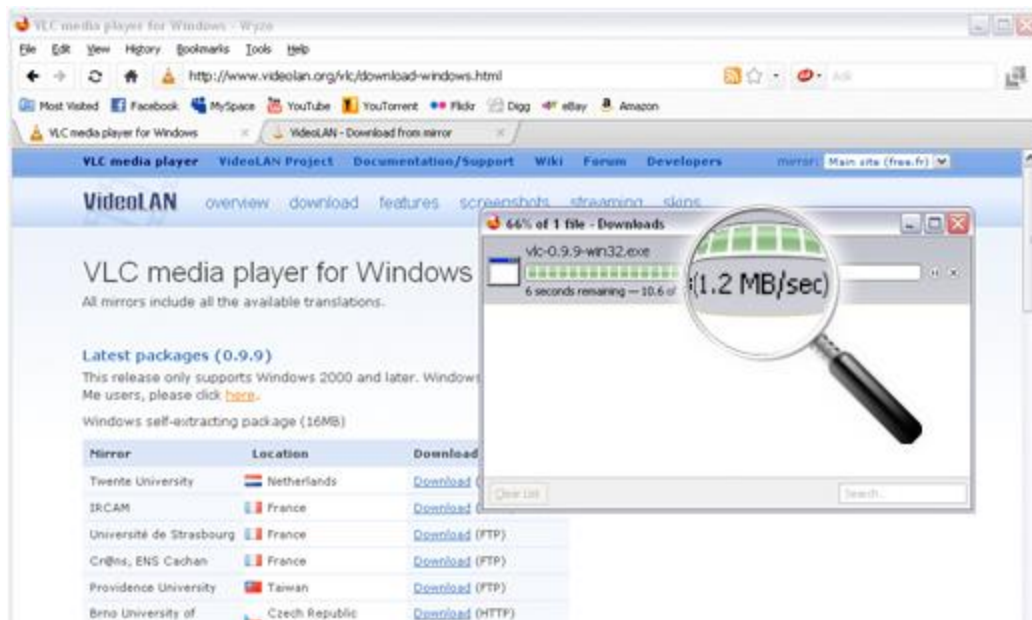 VLC media player for Windows - Wyzo
File Edit View History Bookmarks Tools Help
http://www.videolan.org/vlc/download-windows.html
Ask
Most Visited Facebook MySpace YouTube YouTorrent Flickr Digg eBay Amazon
VLC media player for Windows VideoLAN - Download from mirror
VLC media player VideoLAN Project Documentation/Support Wiki Forum Developers mirror: Main site (free.fr)
VideoLAN overview download features screenshots streaming skins
66% of 1 file - Downloads
vlc-0.9.9-win32.exe
6 seconds remaining — 10.6 of
(1.2 MB/sec)
VLC media player for Windows
All mirrors include all the available translations.
Latest packages (0.9.9)
This release only supports Windows 2000 and later. Windows
Me users, please click here.
Windows self-extracting package (16MB)
Mirror Location Download
Twente University Netherlands Download
IRCAM France Download
Université de Strasbourg France Download (FTP)
Cr@ns, ENS Cachan France Download (FTP)
Providence University Taiwan Download (FTP)
Brno University of Czech Republic Download (HTTP)
Clear List
Search...